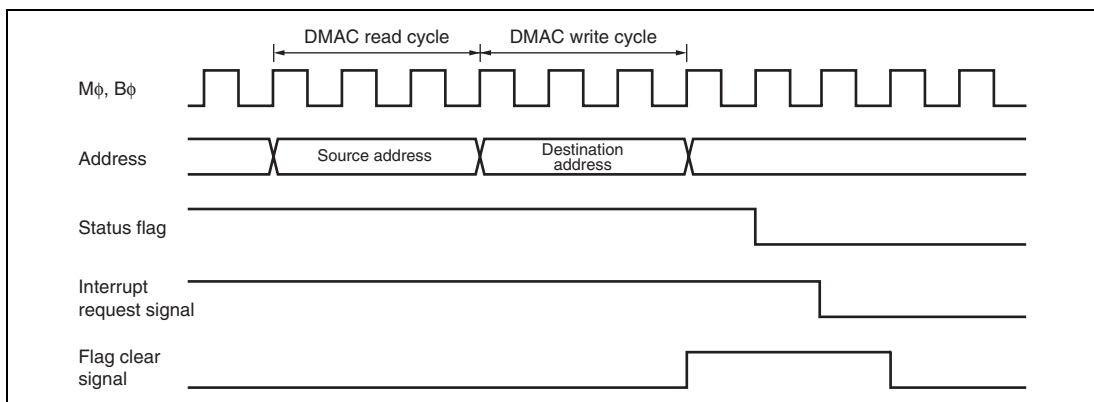 DMAC read cycle DMAC write cycle
Mφ, Bφ
Address
Source address
Destination
address
Status flag
Interrupt
request signal
Flag clear
signal